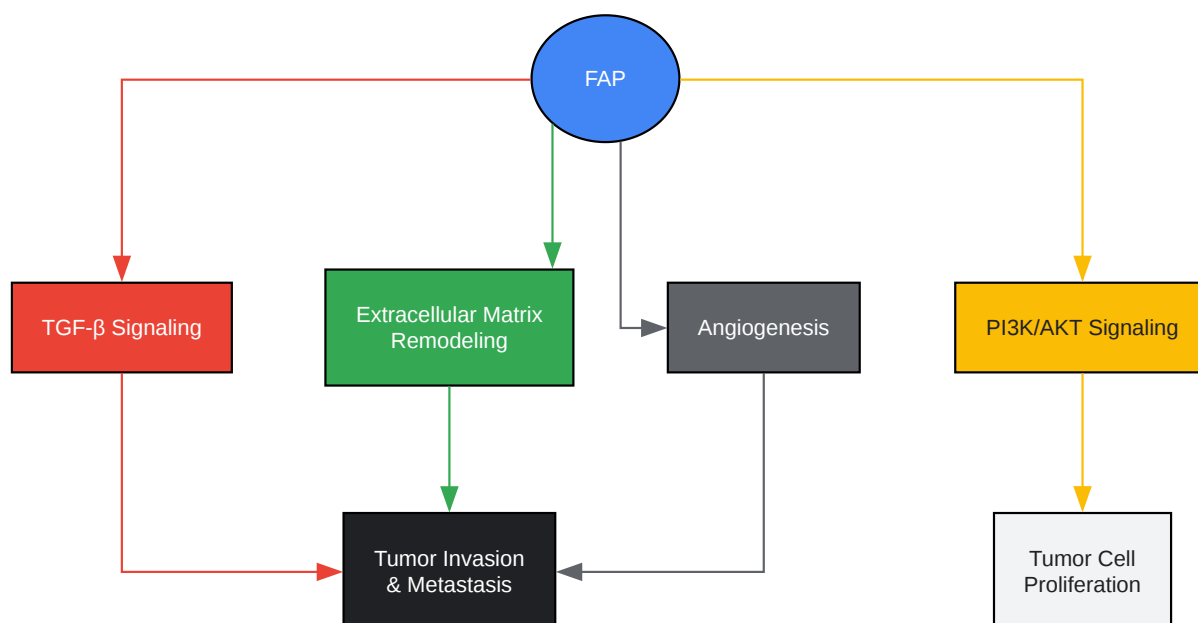 FAP
TGF-β Signaling
Extracellular Matrix
Remodeling
Angiogenesis
PI3K/AKT Signaling
Tumor Invasion
& Metastasis
Tumor Cell
Proliferation